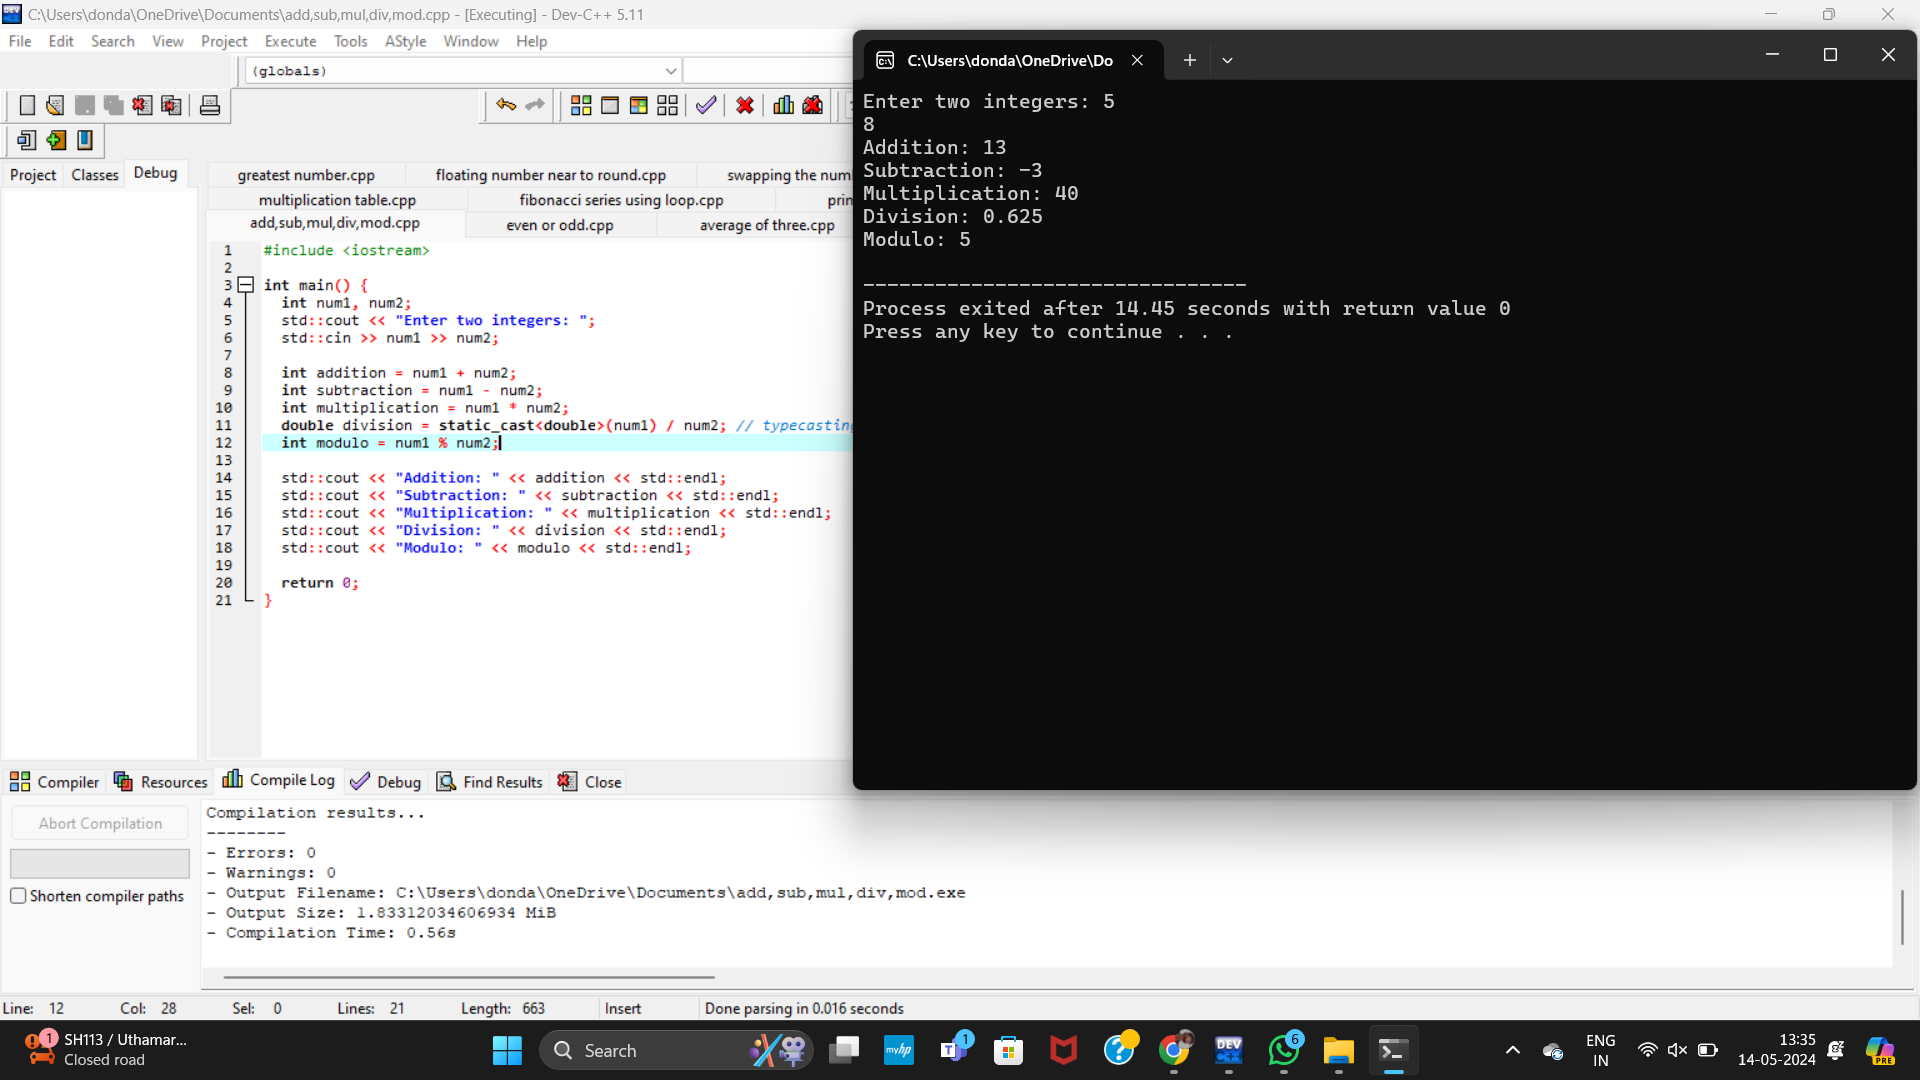 C:\Users\donda\OneDrive\Documents\add,sub,mul,div,mod.cpp - [Executing] - Dev-C++ 5.11
File Edit Search View Project Execute Tools AStyle Window Help
(globals)
Project Classes Debug
greatest number.cpp floating number near to round.cpp swapping the num
multiplication table.cpp fibonacci series using loop.cpp prin
add,sub,mul,div,mod.cpp even or odd.cpp average of three.cpp
1 #include <iostream>
2
3 int main() {
4 int num1, num2;
5 std::cout << "Enter two integers: ";
6 std::cin >> num1 >> num2;
7
8 int addition = num1 + num2;
9 int subtraction = num1 - num2;
10 int multiplication = num1 * num2;
11 double division = static_cast<double>(num1) / num2; // typecasting
12 int modulo = num1 % num2;
13
14 std::cout << "Addition: " << addition << std::endl;
15 std::cout << "Subtraction: " << subtraction << std::endl;
16 std::cout << "Multiplication: " << multiplication << std::endl;
17 std::cout << "Division: " << division << std::endl;
18 std::cout << "Modulo: " << modulo << std::endl;
19
20 return 0;
21 }
C:\Users\donda\OneDrive\Do
Enter two integers: 5
8
Addition: 13
Subtraction: -3
Multiplication: 40
Division: 0.625
Modulo: 5
--------------------------------
Process exited after 14.45 seconds with return value 0
Press any key to continue . . .
Compiler Resources Compile Log Debug Find Results Close
Abort Compilation
Shorten compiler paths
Compilation results...
--------
- Errors: 0
- Warnings: 0
- Output Filename: C:\Users\donda\OneDrive\Documents\add,sub,mul,div,mod.exe
- Output Size: 1.83312034606934 MiB
- Compilation Time: 0.56s
Line: 12 Col: 28 Sel: 0 Lines: 21 Length: 663 Insert Done parsing in 0.016 seconds
1 SH113 / Uthamar...
Closed road
Search
myhp
1
DEV C++
6
ENG
IN
13:35
14-05-2024
PRE